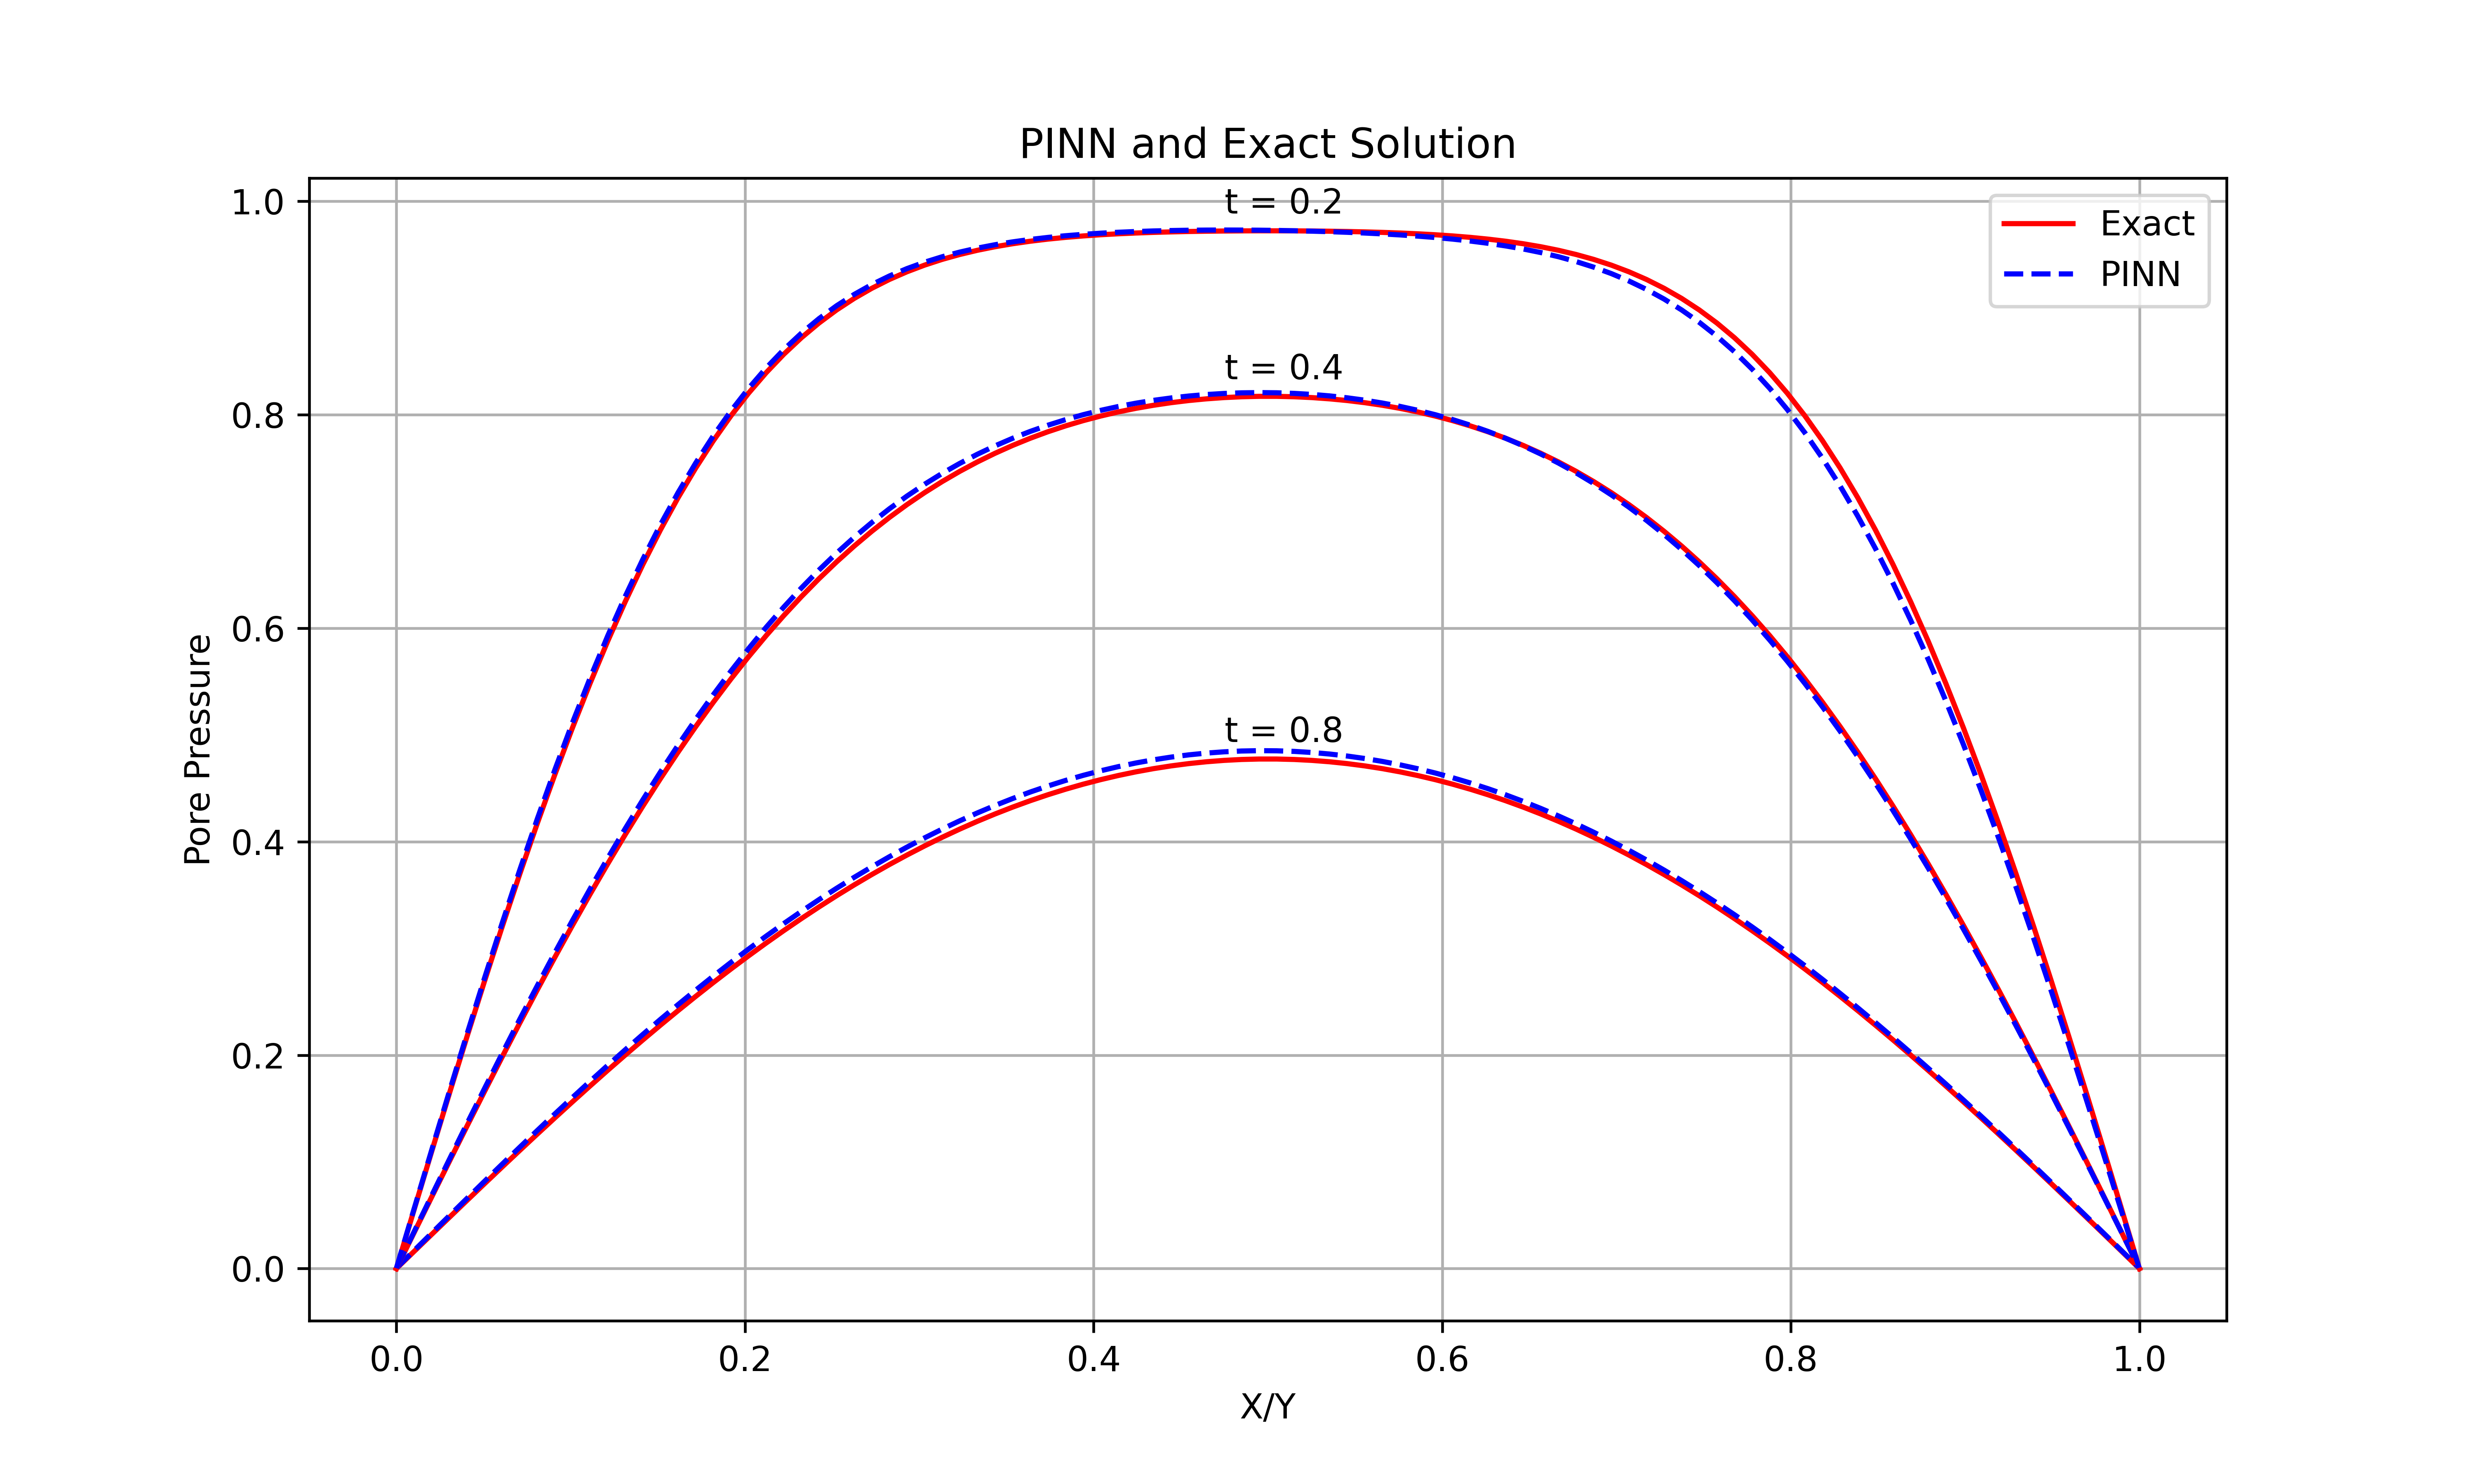 PINN and Exact Solution
t = 0.2
t = 0.4
t = 0.8
Exact
PINN
Pore Pressure
1.0
0.8
0.6
0.4
0.2
0.0
0.0
0.2
0.4
0.6
0.8
1.0
X/Y